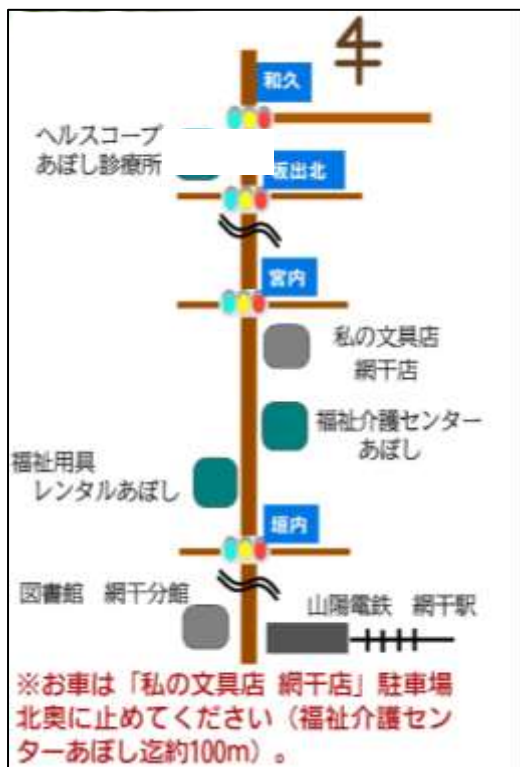 和久
ヘルスコープ
あぼし診療所
坂出北
宮内
私の文具店
網干店
福祉介護センター
あぼし
福祉用具
レンタルあぼし
垣内
図書館 網干分館
山陽電鉄 網干駅
※お車は「私の文具店 網干店」駐車場
北奥に止めてください（福祉介護セン
ターあぼし迄約100m）。